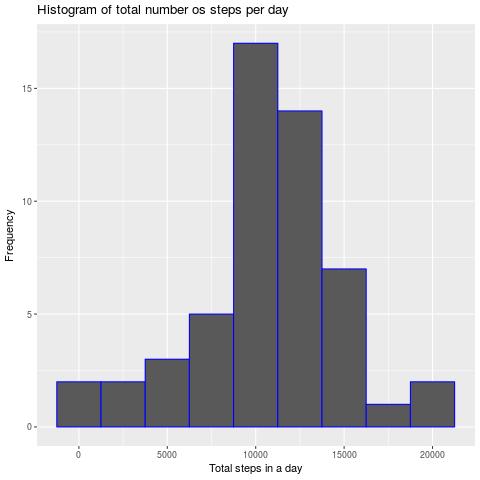 Histogram of total number os steps per day
Frequency
15
10
5
0
0 5000 10000 15000 20000
Total steps in a day